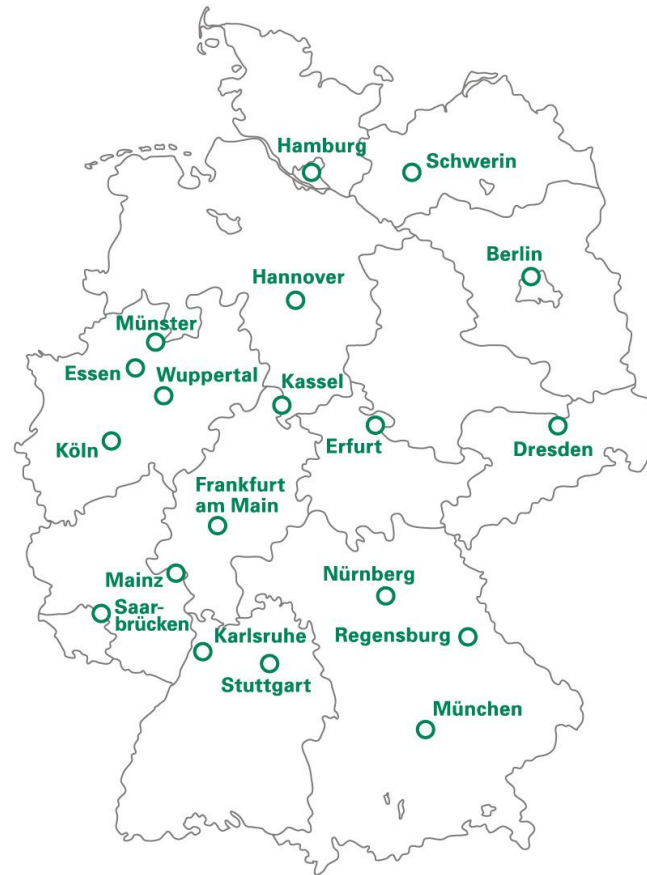 Hamburg
Schwerin
Berlin
Hannover
Münster
Essen
Wuppertal
Kassel
Köln
Erfurt
Dresden
Frankfurt
am Main
Mainz
Nürnberg
Saar-
brücken
Karlsruhe
Regensburg
Stuttgart
München